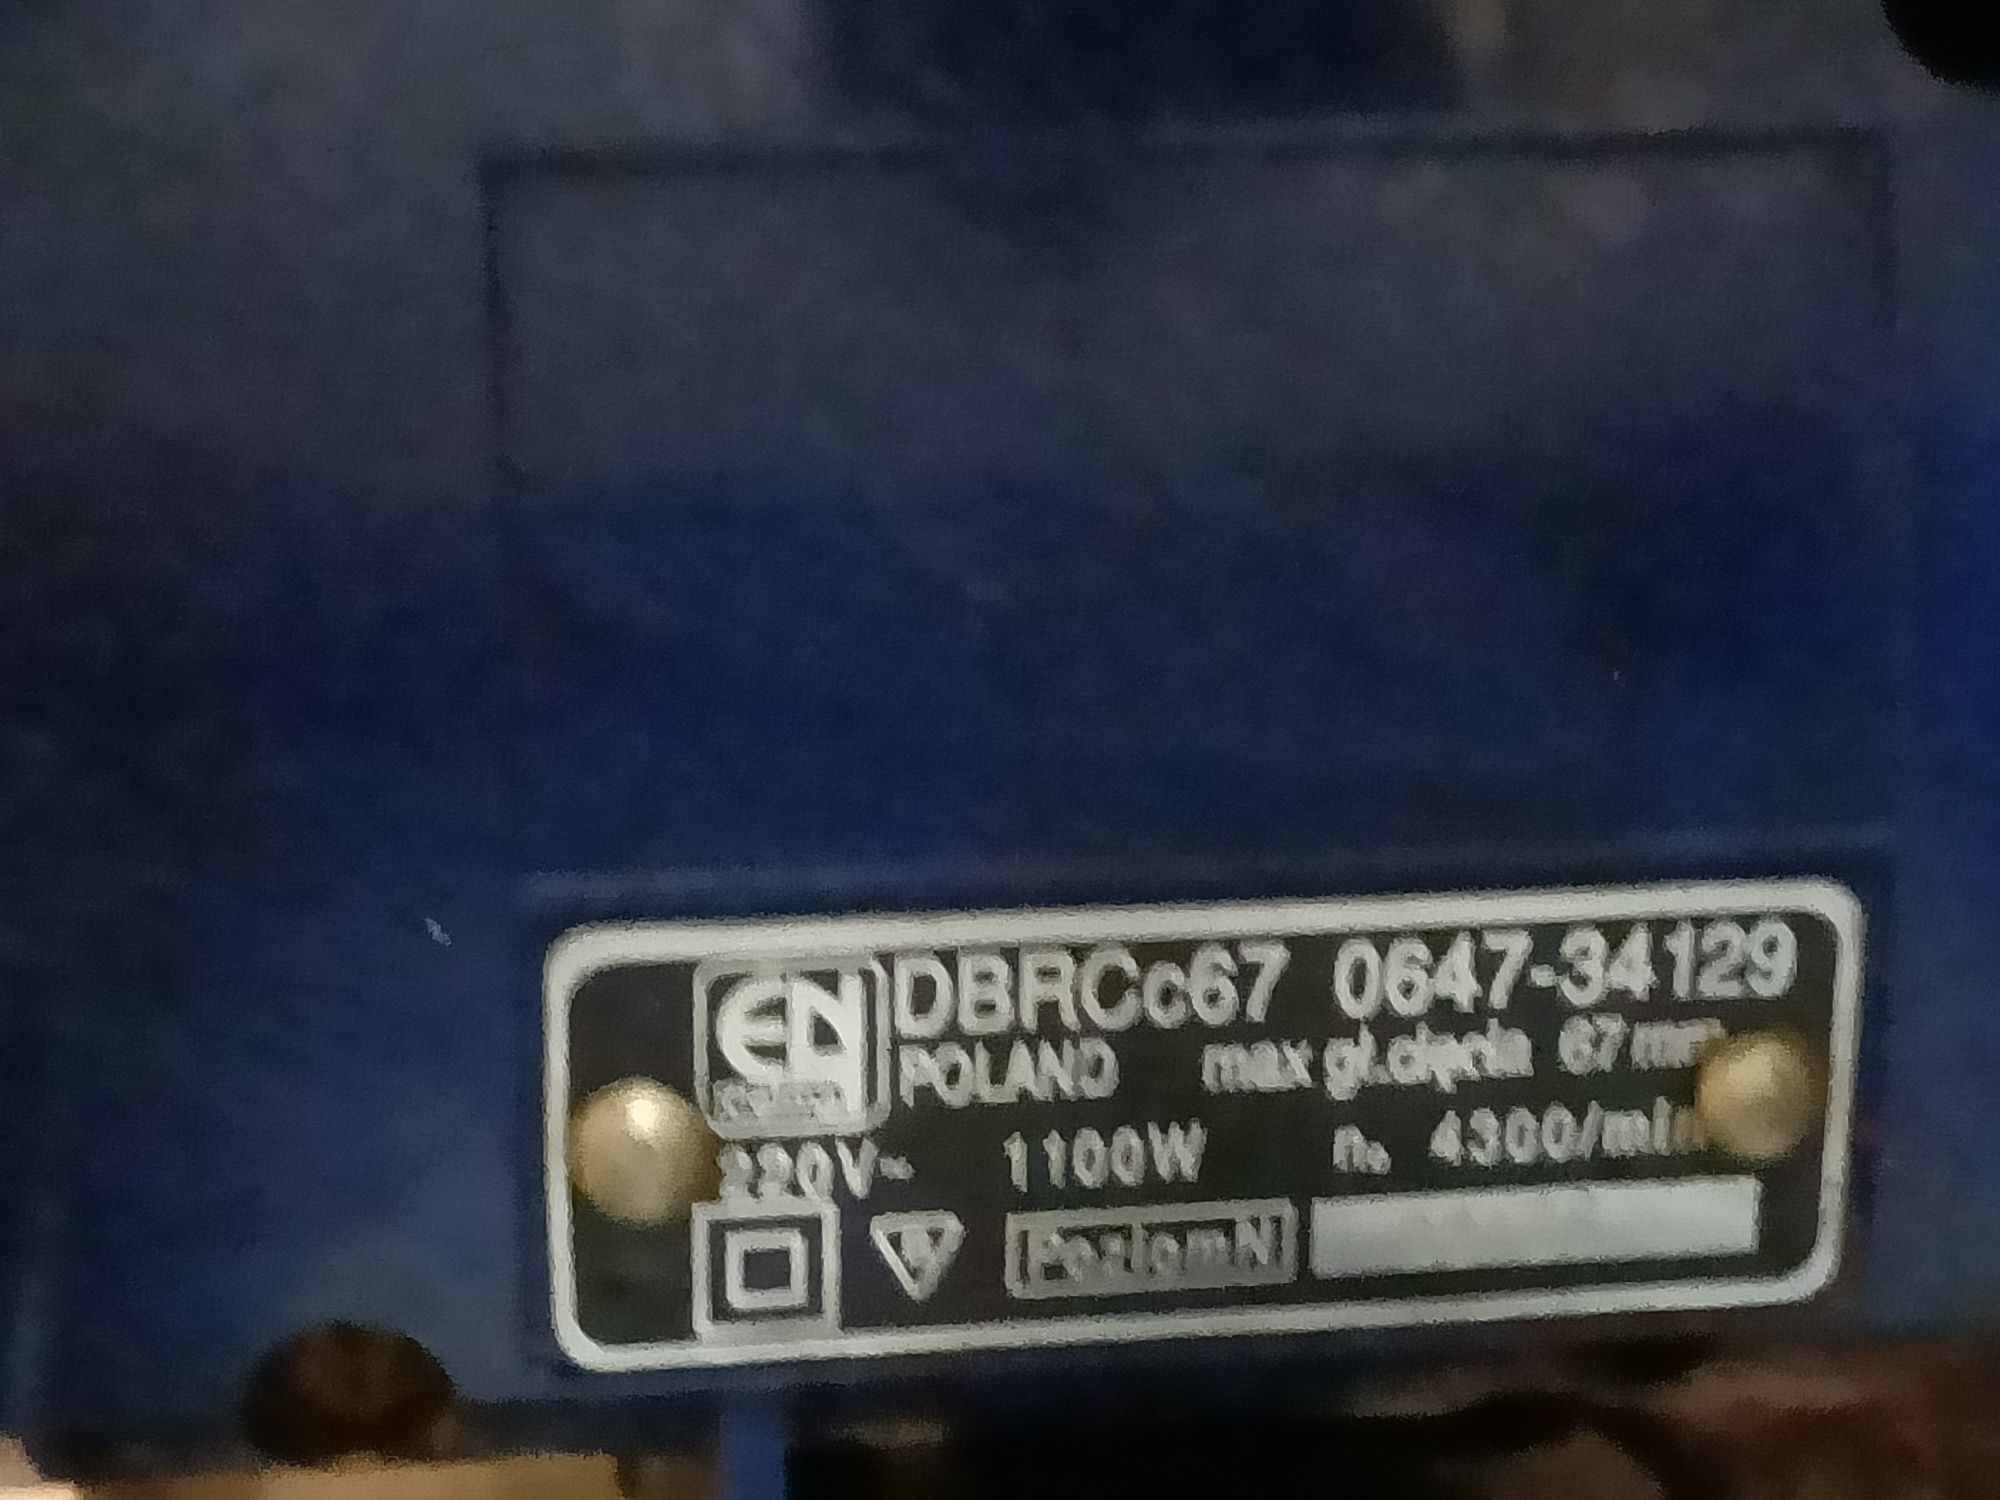 DBRCc67 0647-34129
POLAND max gł. cięcia 67 mm
220V~ 1100W n₀ 4300/min